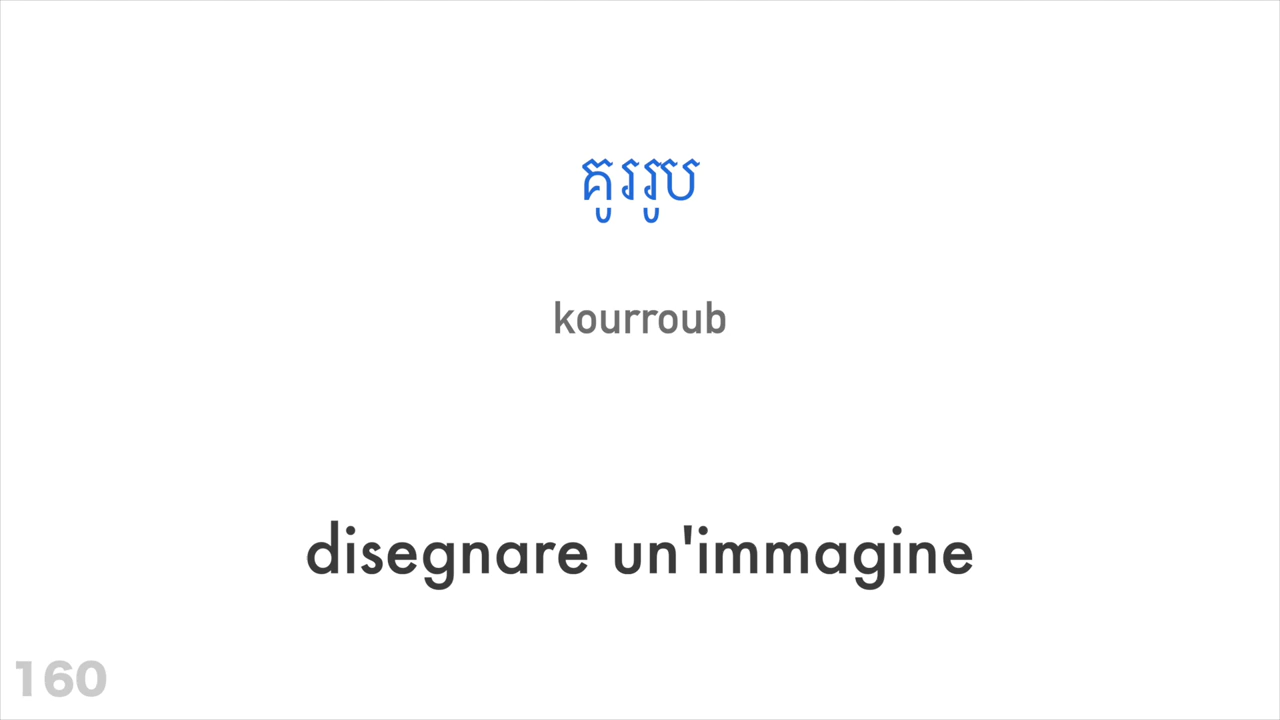 គូររូប
kourroub
disegnare un'immagine
160